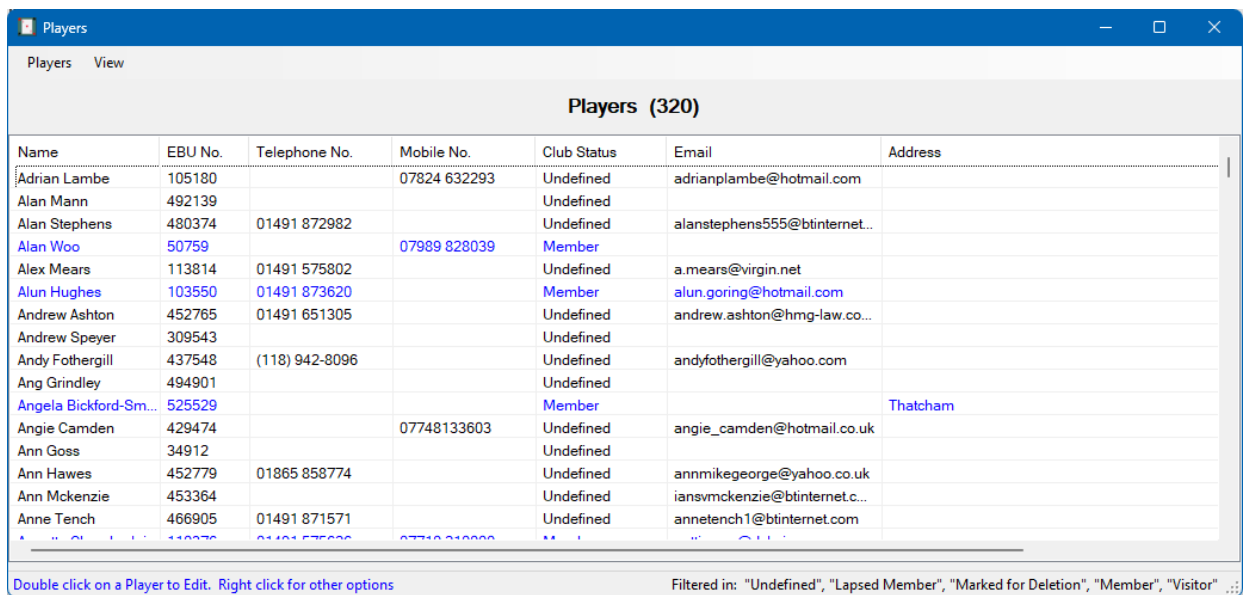 Players
Players View
Players (320)
Name EBU No. Telephone No. Mobile No. Club Status Email Address
Adrian Lambe 105180 07824 632293 Undefined adrianplambe@hotmail.com
Alan Mann 492139 Undefined
Alan Stephens 480374 01491 872982 Undefined alanstephens555@btinternet...
Alan Woo 50759 07989 828039 Member
Alex Mears 113814 01491 575802 Undefined a.mears@virgin.net
Alun Hughes 103550 01491 873620 Member alun.goring@hotmail.com
Andrew Ashton 452765 01491 651305 Undefined andrew.ashton@hmg-law.co...
Andrew Speyer 309543 Undefined
Andy Fothergill 437548 (118) 942-8096 Undefined andyfothergill@yahoo.com
Ang Grindley 494901 Undefined
Angela Bickford-Sm... 525529 Member Thatcham
Angie Camden 429474 07748133603 Undefined angie_camden@hotmail.co.uk
Ann Goss 34912 Undefined
Ann Hawes 452779 01865 858774 Undefined annmikegeorge@yahoo.co.uk
Ann Mckenzie 453364 Undefined iansvmckenzie@btinternet.c...
Anne Tench 466905 01491 871571 Undefined annetench1@btinternet.com
Double click on a Player to Edit. Right click for other options Filtered in: "Undefined", "Lapsed Member", "Marked for Deletion", "Member", "Visitor"